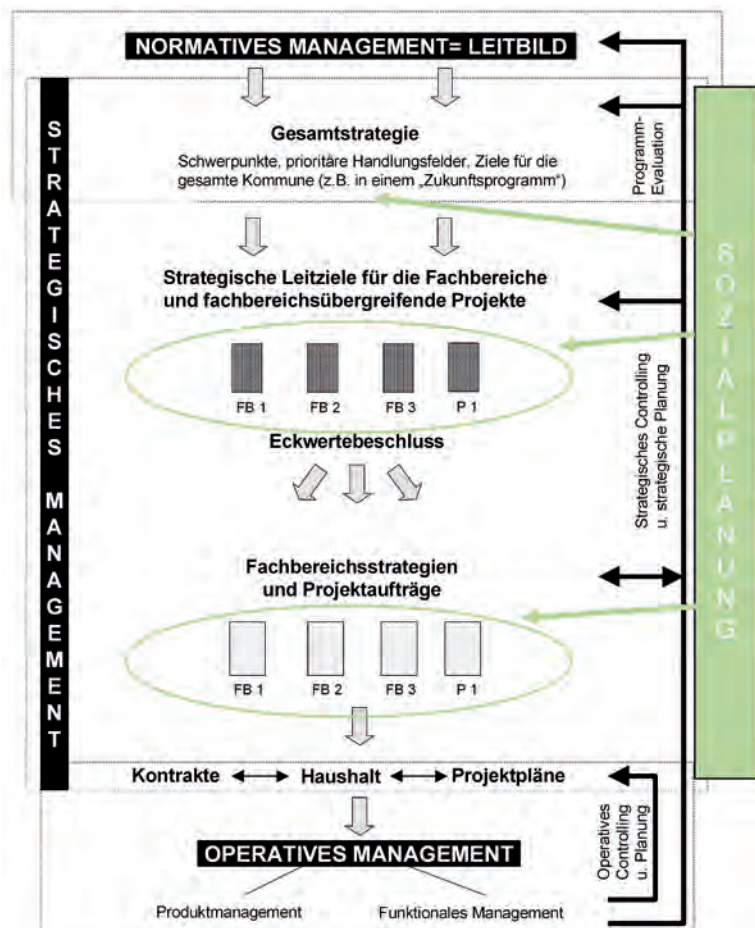 NORMATIVES MANAGEMENT= LEITBILD
STRATEGISCHES MANAGEMENT
Gesamtstrategie
Schwerpunkte, prioritäre Handlungsfelder, Ziele für die
gesamte Kommune (z.B. in einem „Zukunftsprogramm“)
Programm-
Evaluation
SOZIALPLANUNG
Strategische Leitziele für die Fachbereiche
und fachbereichsübergreifende Projekte
FB 1 FB 2 FB 3 P 1
Eckwertebeschluss
Strategisches Controlling
u. strategische Planung
Fachbereichsstrategien
und Projektaufträge
FB 1 FB 2 FB 3 P 1
Kontrakte Haushalt Projektpläne
Operatives
Controlling
u. Planung
OPERATIVES MANAGEMENT
Produktmanagement Funktionales Management